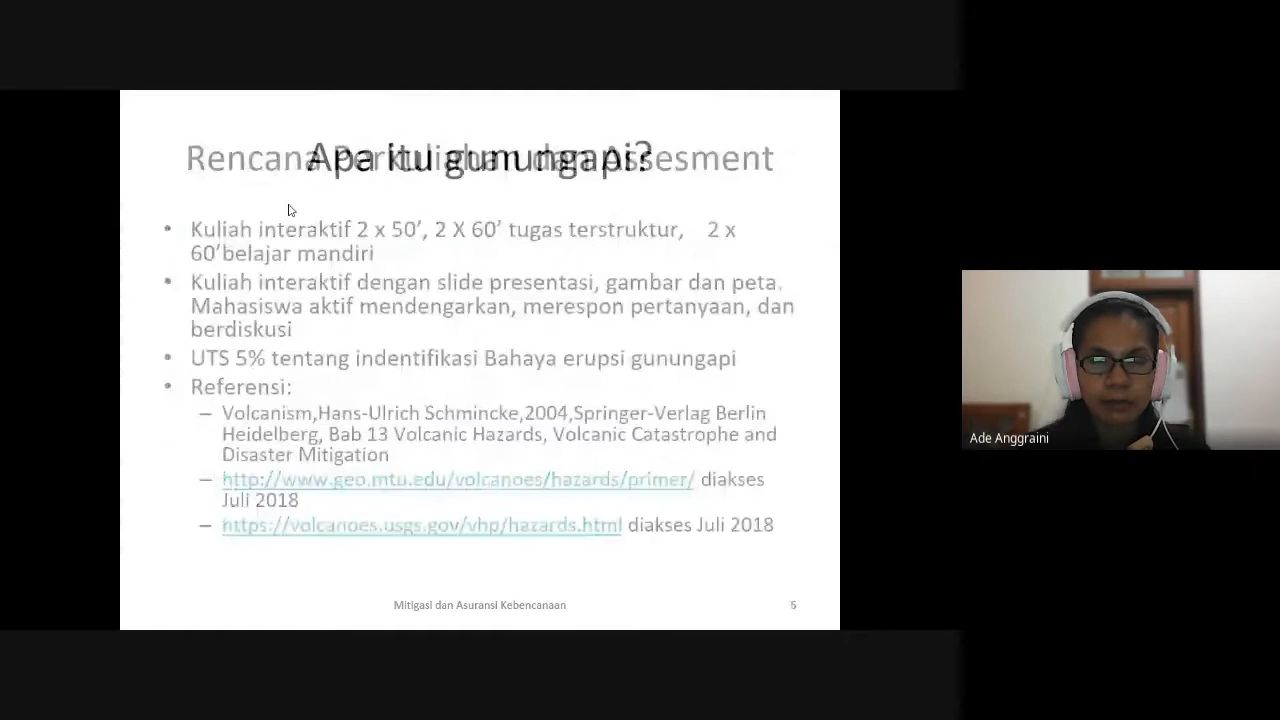 Rencana Perkuliahan dan Assesment
Apa itu gunungapi?
• Kuliah interaktif 2 x 50’, 2 X 60’ tugas terstruktur, 2 x
60’belajar mandiri
• Kuliah interaktif dengan slide presentasi, gambar dan peta.
Mahasiswa aktif mendengarkan, merespon pertanyaan, dan
berdiskusi
• UTS 5% tentang indentifikasi Bahaya erupsi gunungapi
• Referensi:
– Volcanism,Hans-Ulrich Schmincke,2004,Springer-Verlag Berlin
Heidelberg, Bab 13 Volcanic Hazards, Volcanic Catastrophe and
Disaster Mitigation
– http://www.geo.mtu.edu/volcanoes/hazards/primer/ diakses
Juli 2018
– https://volcanoes.usgs.gov/vhp/hazards.html diakses Juli 2018
Mitigasi dan Asuransi Kebencanaan
5
Ade Anggraini